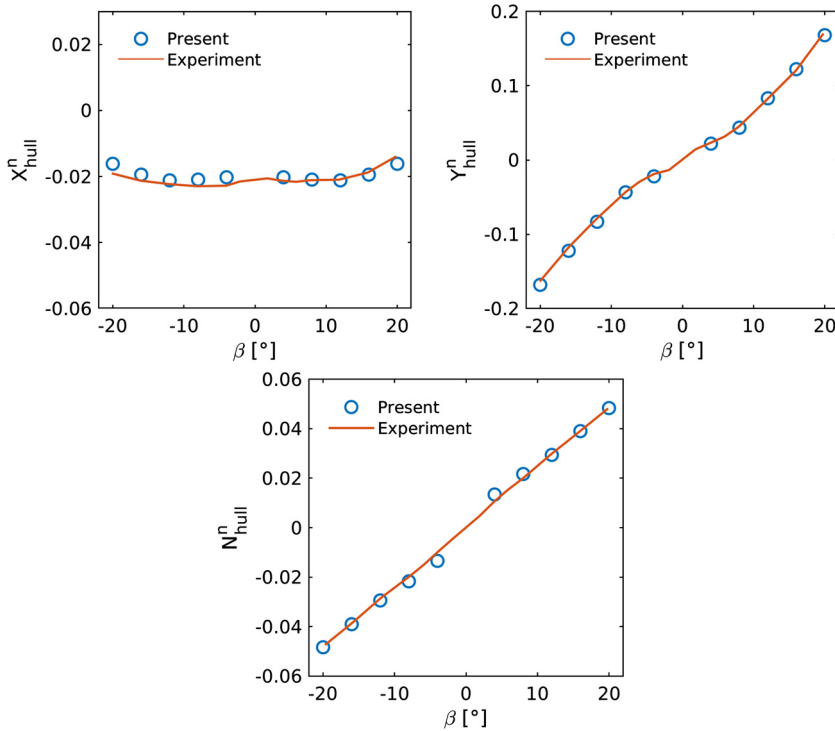 0.02
0
-0.02
-0.04
-0.06
X^n_hull
Present
Experiment
-20
-10
0
10
20
β [°]
0.2
0.1
0
-0.1
-0.2
Y^n_hull
Present
Experiment
-20
-10
0
10
20
β [°]
0.06
0.04
0.02
0
-0.02
-0.04
-0.06
N^n_hull
Present
Experiment
-20
-10
0
10
20
β [°]